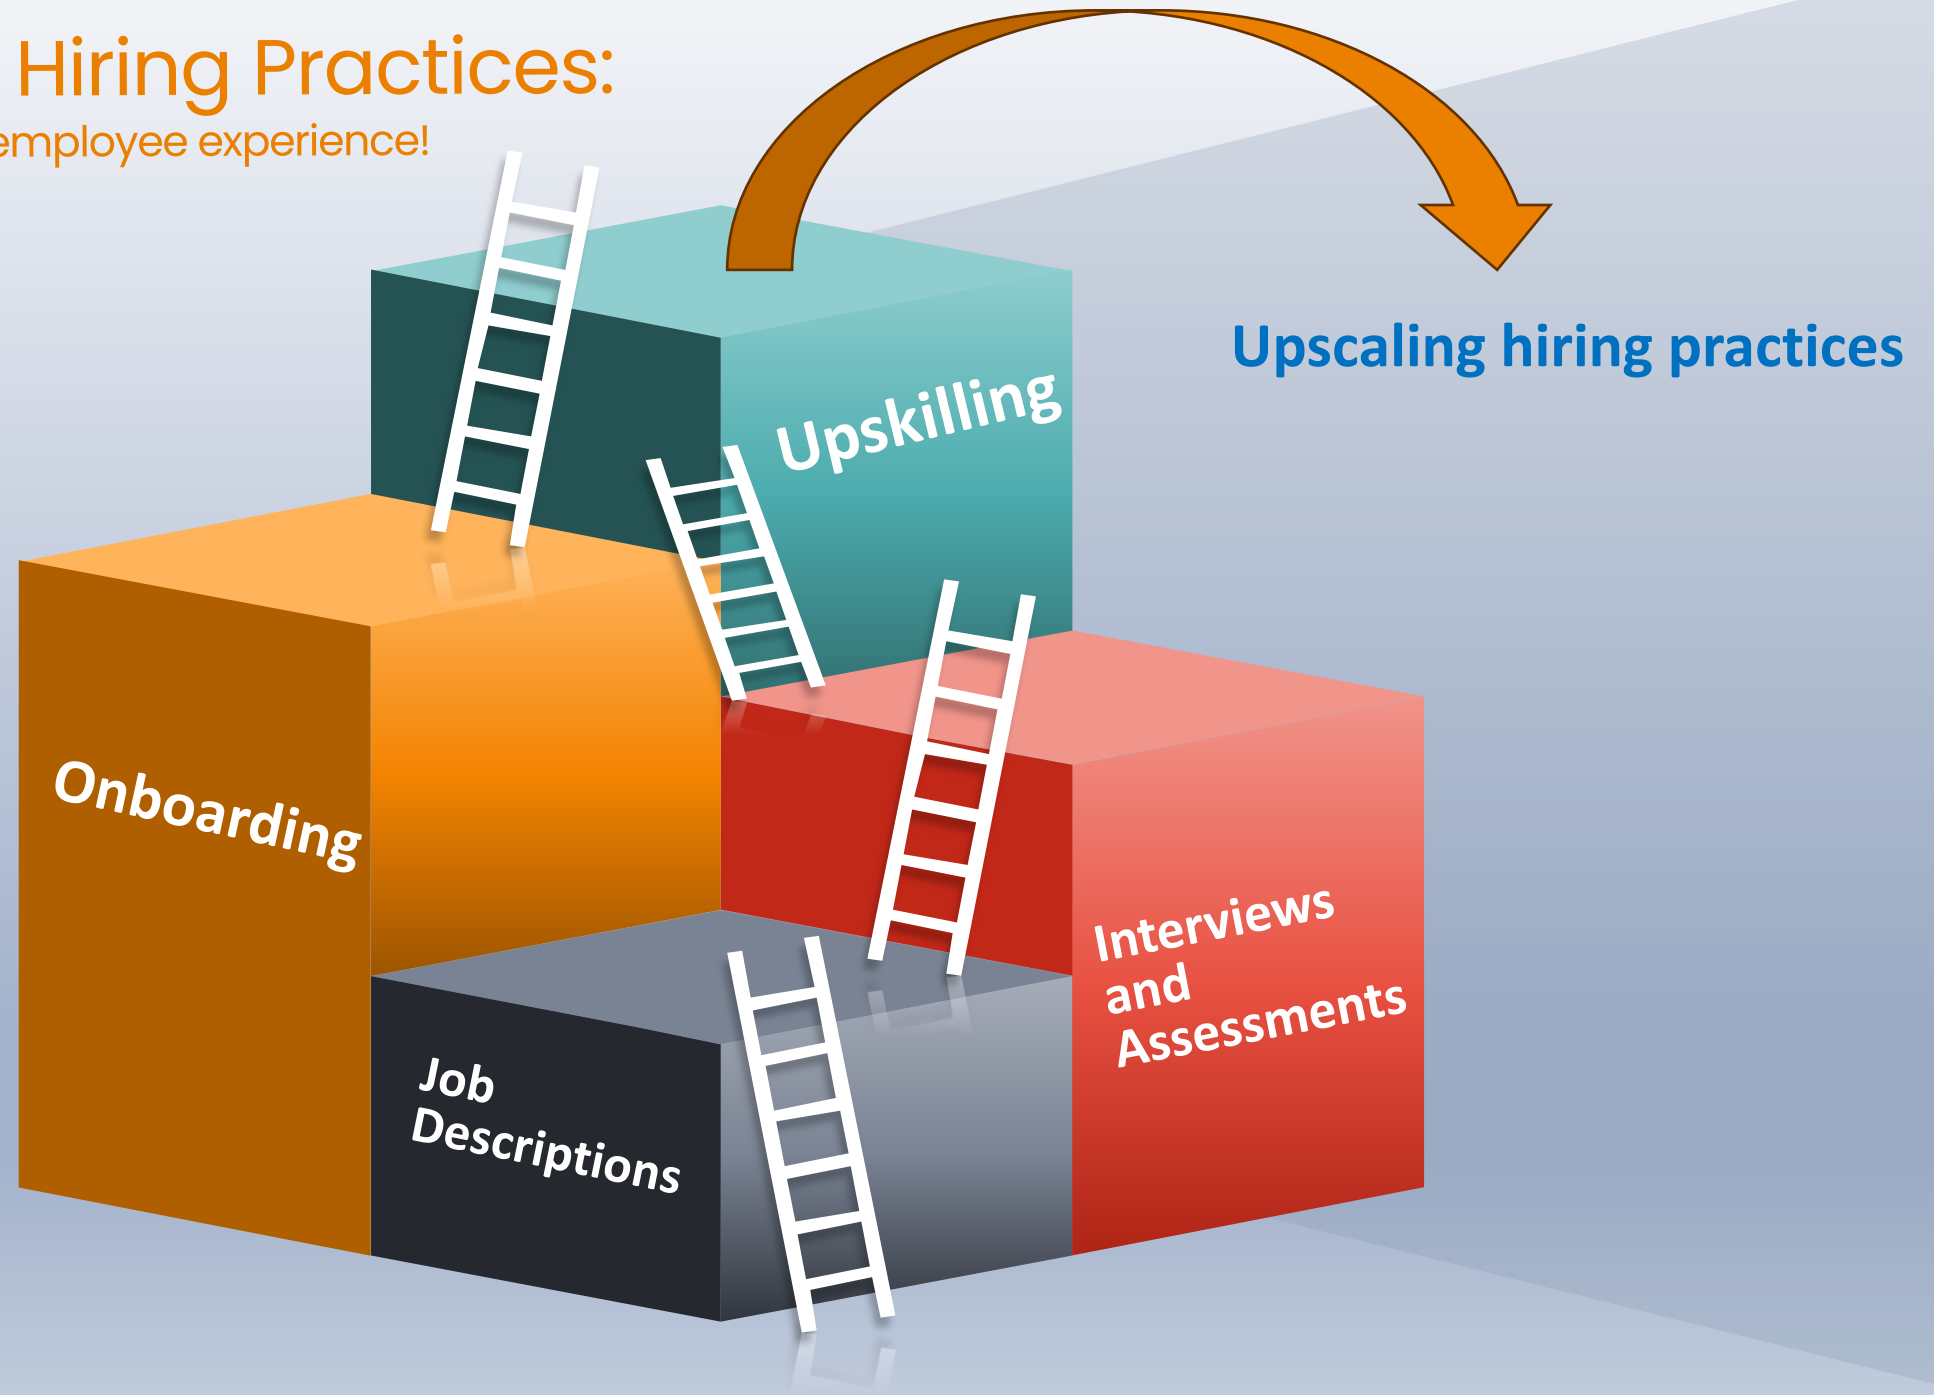 Hiring Practices:
employee experience!
Upscaling hiring practices
Upskilling
Onboarding
Interviews
and
Assessments
Job
Descriptions